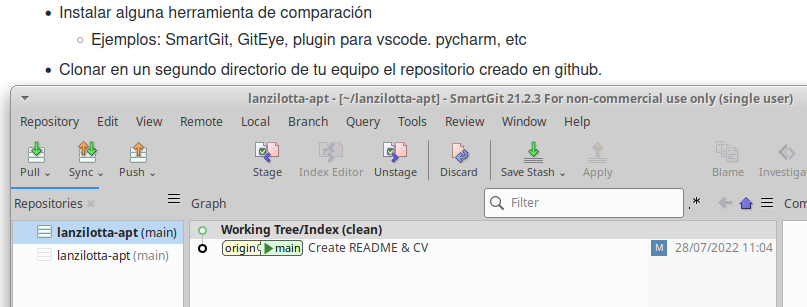 Instalar alguna herramienta de comparación
Ejemplos: SmartGit, GitEye, plugin para vscode. pycharm, etc
Clonar en un segundo directorio de tu equipo el repositorio creado en github.
lanzilotta-apt - [~/lanzilotta-apt] - SmartGit 21.2.3 For non-commercial use only (single user)
Repository Edit View Remote Local Branch Query Tools Review Window Help
Pull Sync Push Stage Index Editor Unstage Discard Save Stash Apply Blame Investiga
Repositories Graph Filter .* Com
lanzilotta-apt (main) Working Tree/Index (clean)
origin main Create README & CV M 28/07/2022 11:04
lanzilotta-apt (main)